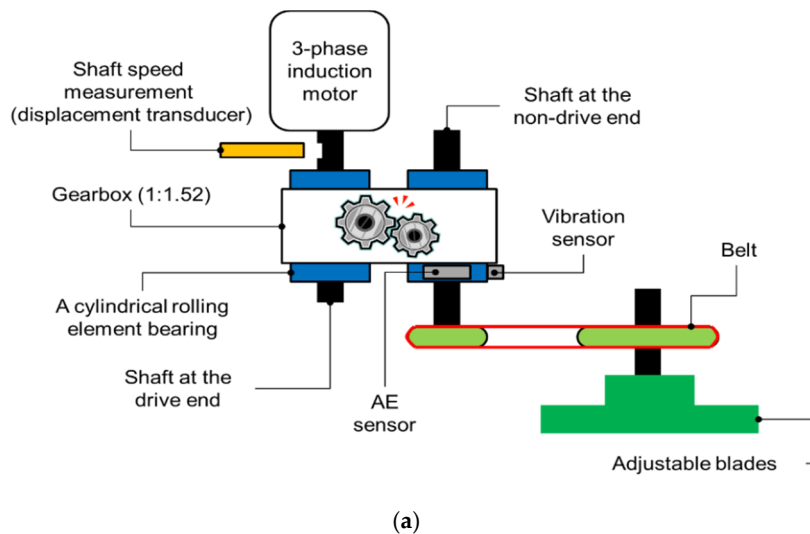 3-phase
induction
motor
Shaft speed
measurement
(displacement transducer)
Shaft at the
non-drive end
Gearbox (1:1.52)
Vibration
sensor
Belt
A cylindrical rolling
element bearing
Shaft at the
drive end
AE
sensor
Adjustable blades
(a)